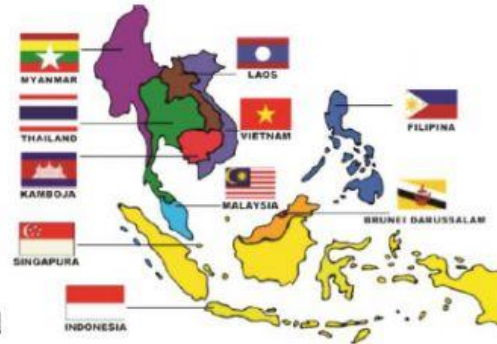 MYANMAR
LAOS
THAILAND
VIETNAM
FILIPINA
KAMBOJA
MALAYSIA
BRUNEI DARUSSALAM
SINGAPURA
INDONESIA